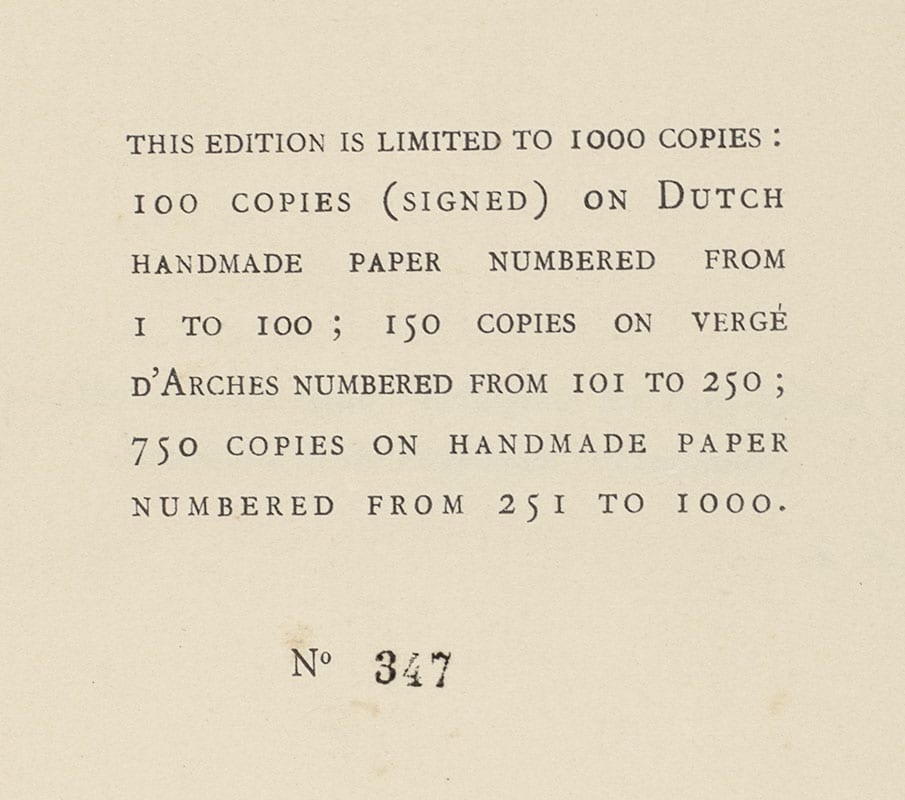 THIS EDITION IS LIMITED TO 1000 COPIES :
100 COPIES (SIGNED) ON DUTCH
HANDMADE PAPER NUMBERED FROM
1 TO 100 ; 150 COPIES ON VERGÉ
D'ARCHES NUMBERED FROM 101 TO 250 ;
750 COPIES ON HANDMADE PAPER
NUMBERED FROM 251 TO 1000.
Nº 347